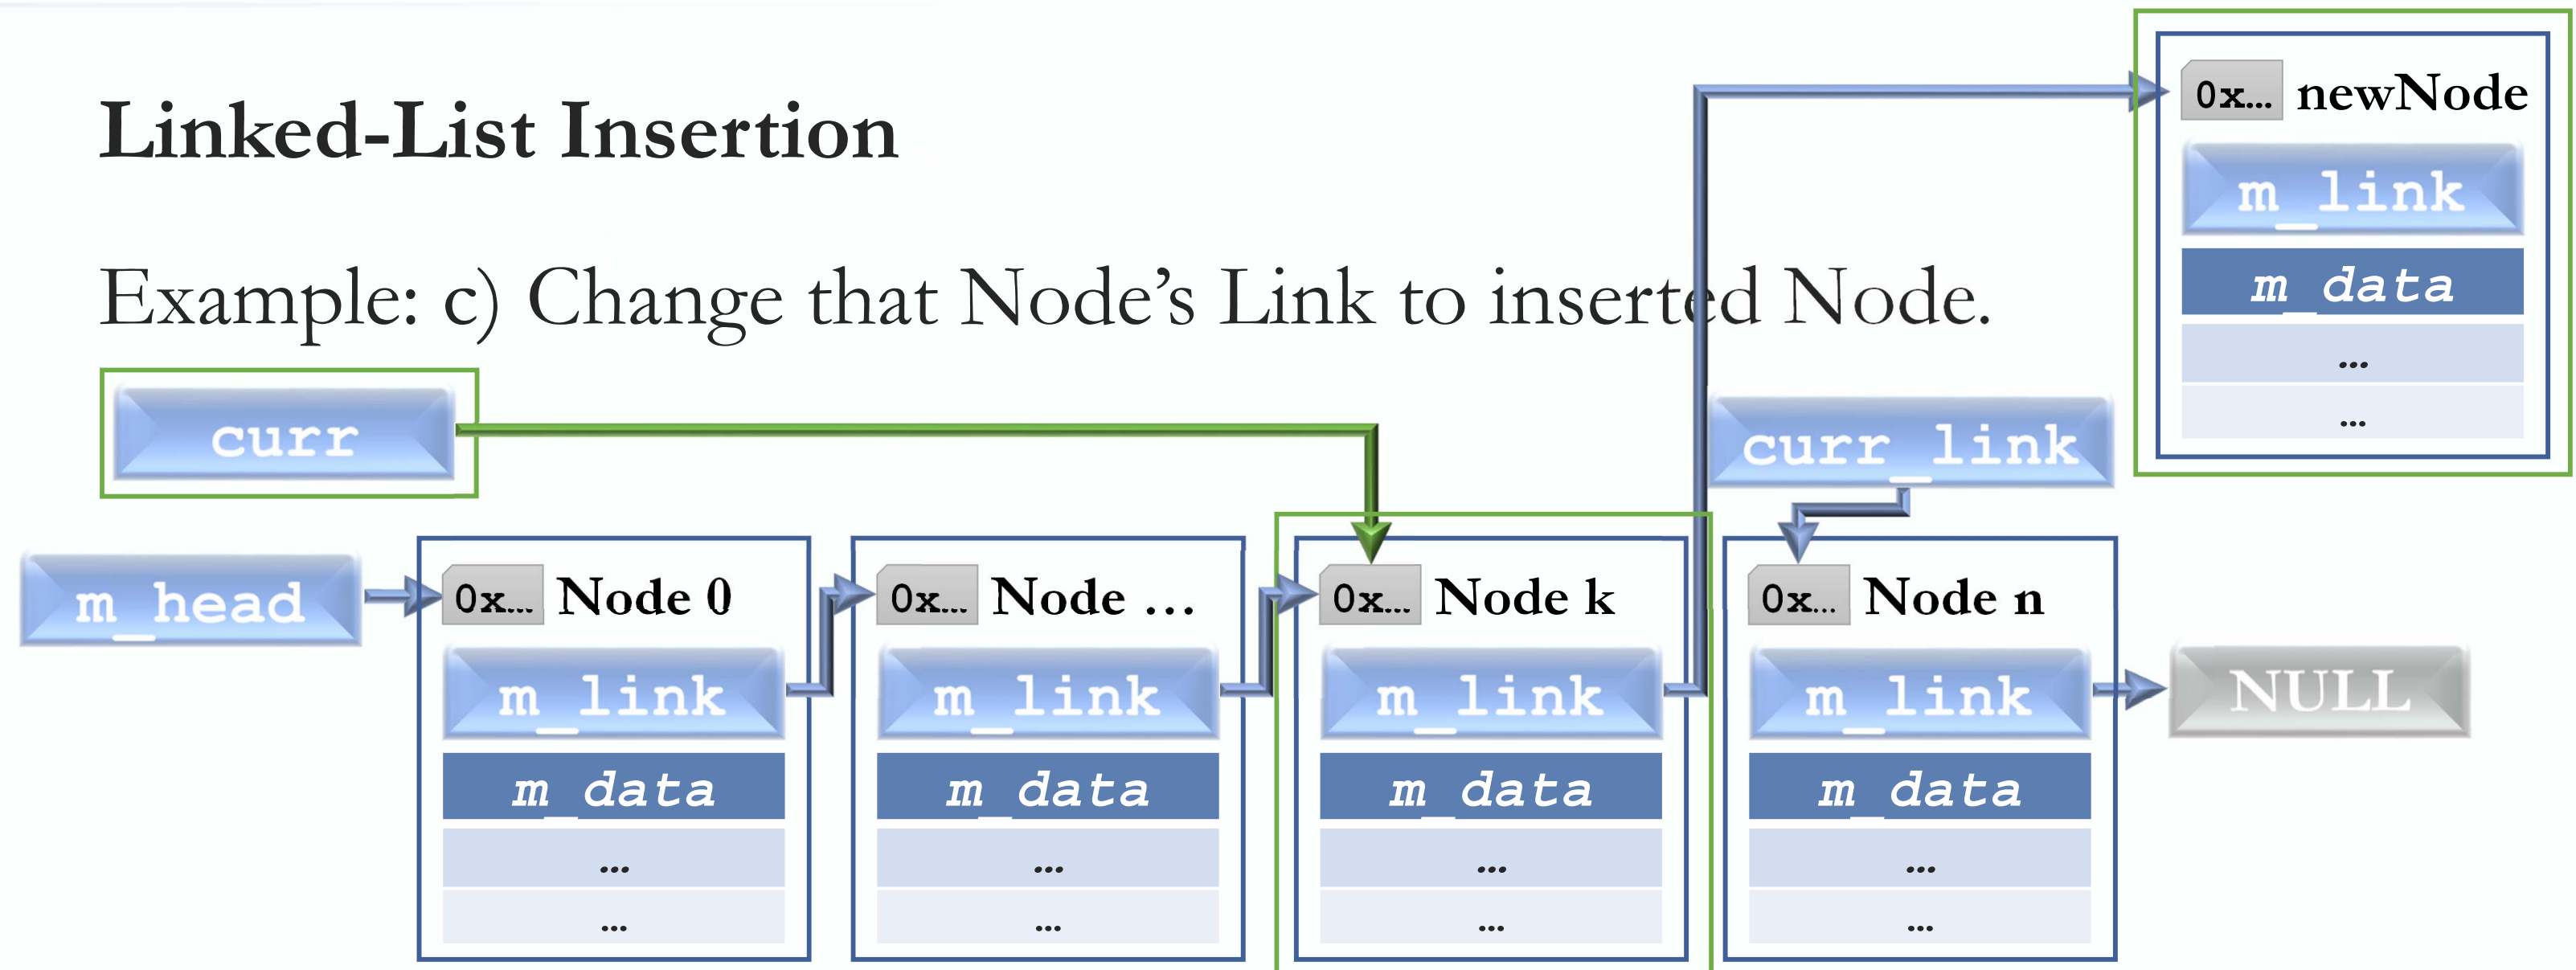 Linked-List Insertion
Example: c) Change that Node's Link to inserted Node.
0x... newNode
m_link
m_data
...
...
curr
curr_link
m_head
0x... Node 0
m_link
m_data
...
...
0x... Node …
m_link
m_data
...
...
0x... Node k
m_link
m_data
...
...
0x... Node n
m_link
m_data
...
...
NULL